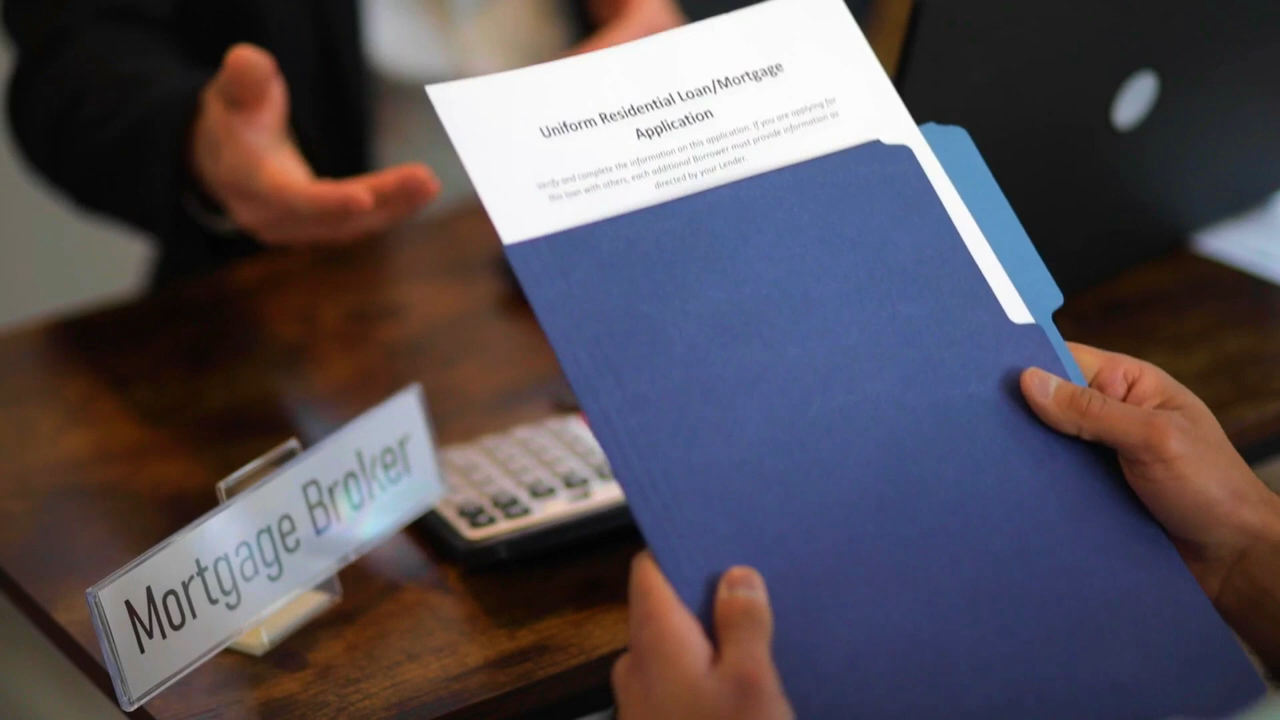 Uniform Residential Loan/Mortgage
Application
Verify and complete the information on this application. If you are applying for
this loan with others, each additional Borrower must provide information as
directed by your Lender.
Mortgage Broker